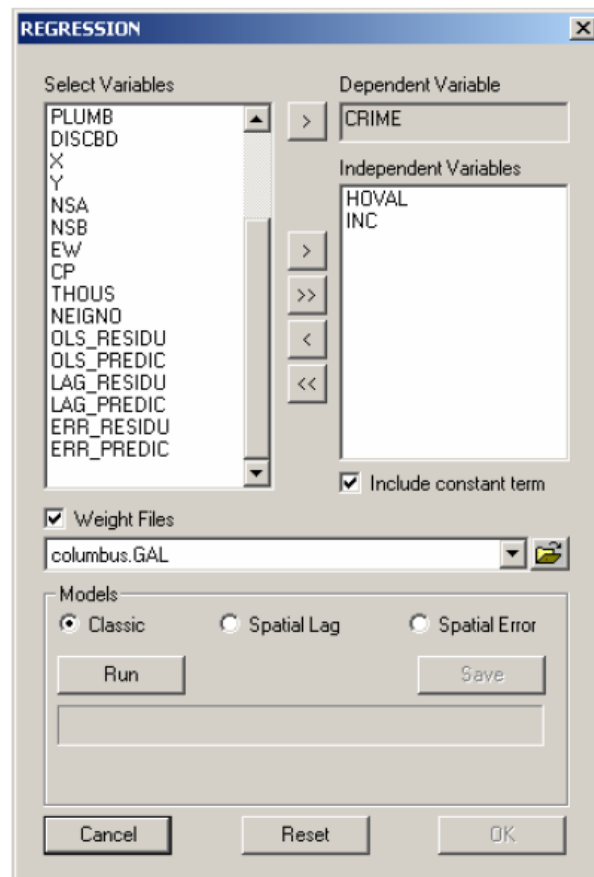 REGRESSION
Select Variables
PLUMB
DISCBD
X
Y
NSA
NSB
EW
CP
THOUS
NEIGNO
OLS_RESIDU
OLS_PREDIC
LAG_RESIDU
LAG_PREDIC
ERR_RESIDU
ERR_PREDIC
>
>
>>
<
<<
Dependent Variable
CRIME
Independent Variables
HOVAL
INC
Include constant term
Weight Files
columbus.GAL
Models
Classic Spatial Lag Spatial Error
Run Save
Cancel Reset OK